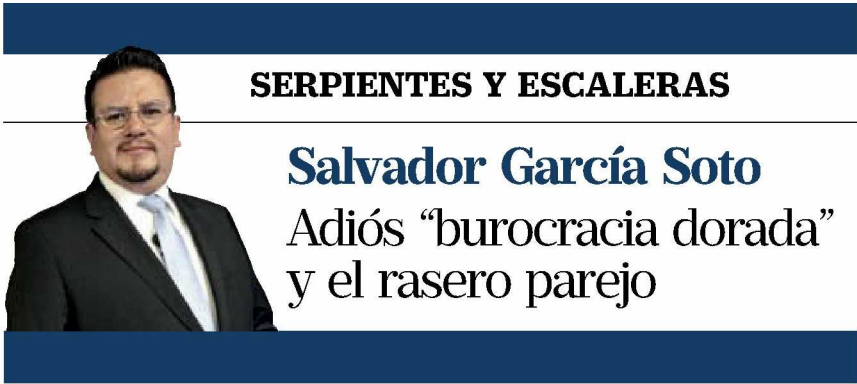 SERPIENTES Y ESCALERAS
Salvador García Soto
Adiós “burocracia dorada”
y el rasero parejo